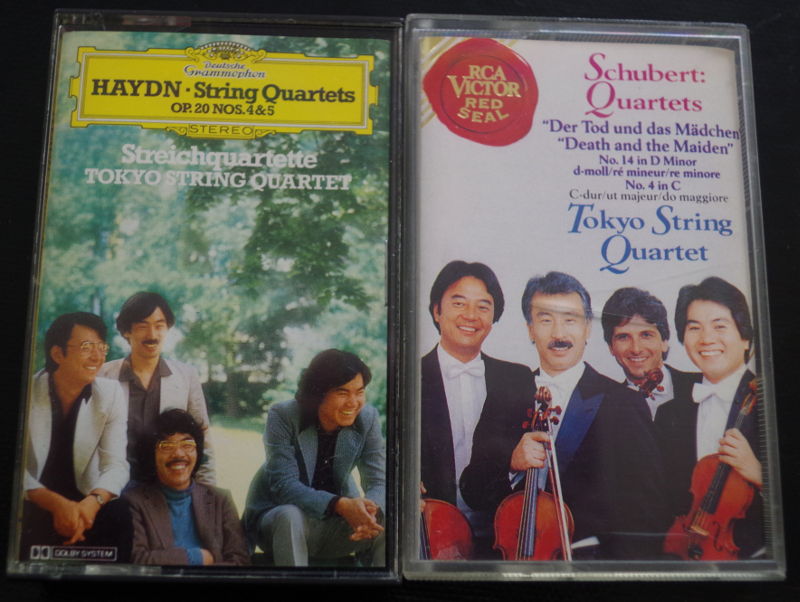 Deutsche
Grammophon
HAYDN · String Quartets
OP. 20 NOS. 4&5
STEREO
Streichquartette
TOKYO STRING QUARTET
DOLBY SYSTEM
RCA
VICTOR
RED
SEAL
Schubert:
Quartets
"Der Tod und das Mädchen
"Death and the Maiden"
No. 14 in D Minor
d-moll/ré mineur/re minore
No. 4 in C
C-dur/ut majeur/do maggiore
Tokyo String
Quartet